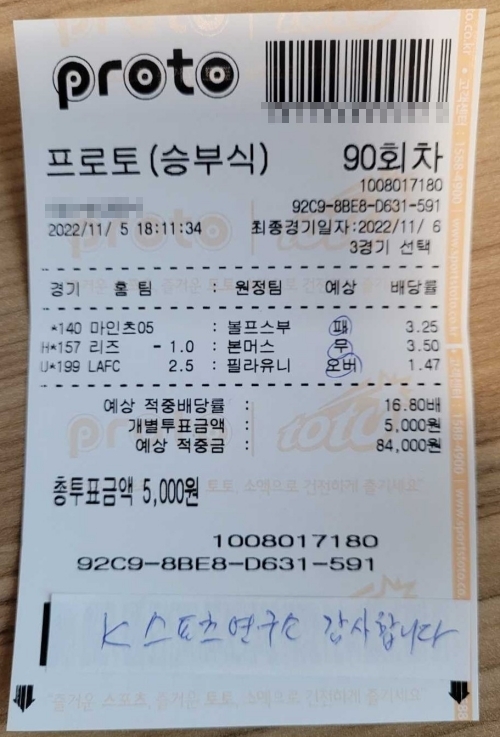 proto
프로토(승부식) 90회차
1008017180
92C9-8BE8-D631-591
2022/11/ 5 18:11:34 최종경기일자:2022/11/ 6
3경기 선택
경기 홈팀 : 원정팀 예상 배당률
*140 마인츠05 : 볼프스부 패 3.25
H*157 리즈 - 1.0 : 본머스 무 3.50
U*199 LAFC 2.5 : 필라유니 오버 1.47
예상 적중배당률 : 16.80배
개별투표금액 : 5,000원
예상 적중금 : 84,000원
총투표금액 5,000원
1008017180
92C9-8BE8-D631-591
K 스포츠연구소 감사합니다
"즐거운 스포츠, 즐거운 토토, 소액으로 건전하게 즐기세요"